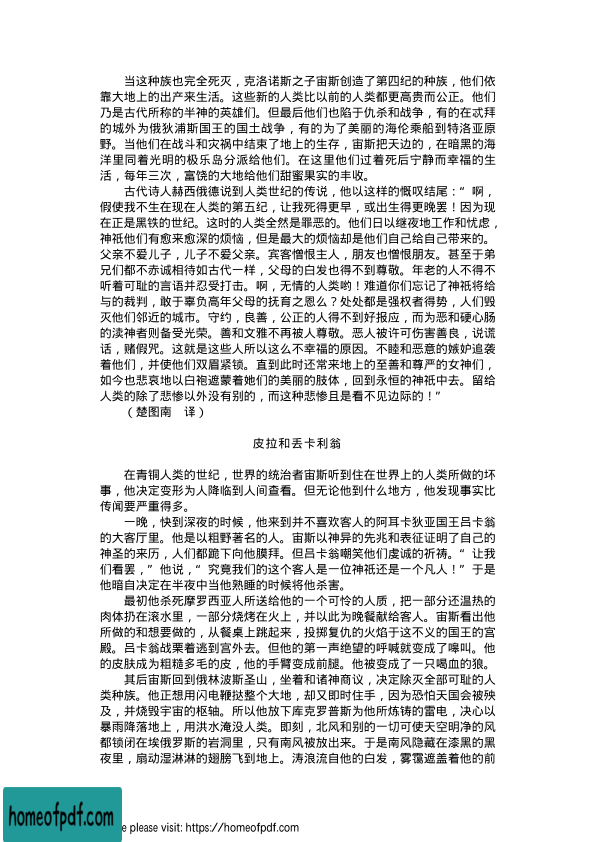 当这种族也完全死灭，克洛诺斯之子宙斯创造了第四纪的种族，他们依
靠大地上的出产来生活。这些新的人类比以前的人类都更高贵而公正。他们
乃是古代所称的半神的英雄们。但最后他们也陷于仇杀和战争，有的在忒拜
的城外为俄狄浦斯国王的国土战争，有的为了美丽的海伦乘船到特洛亚原
野。当他们在战斗和灾祸中结束了地上的生存，宙斯把天边的，在暗黑的海
洋里同着光明的极乐岛分派给他们。在这里他们过着死后宁静而幸福的生
活，每年三次，富饶的大地给他们甜蜜果实的丰收。
古代诗人赫西俄德说到人类世纪的传说，他以这样的慨叹结尾：“啊，
假使我不生在现在人类的第五纪，让我死得更早，或出生得更晚罢！因为现
在正是黑铁的世纪。这时的人类全然是罪恶的。他们日以继夜地工作和忧虑，
神祇他们有愈来愈深的烦恼，但是最大的烦恼却是他们自己给自己带来的。
父亲不爱儿子，儿子不爱父亲。宾客憎恨主人，朋友也憎恨朋友。甚至于弟
兄们都不赤诚相待如古代一样，父母的白发也得不到尊敬。年老的人不得不
听着可耻的言语并忍受打击。啊，无情的人类哟！难道你们忘记了神祇将给
与的裁判，敢于辜负高年父母的抚育之恩么？处处都是强权者得势，人们毁
灭他们邻近的城市。守约，良善，公正的人得不到好报应，而为恶和硬心肠
的渎神者则备受光荣。善和文雅不再被人尊敬。恶人被许可伤害善良，说谎
话，赌假咒。这就是这些人所以这么不幸福的原因。不睦和恶意的嫉妒追袭
着他们，并使他们双眉紧锁。直到此时还常来地上的至善和尊严的女神们，
如今也悲哀地以白袍遮蒙着她们的美丽的肢体，回到永恒的神祇中去。留给
人类的除了悲惨以外没有别的，而这种悲惨且是看不见边际的！”
（楚图南　译）
皮拉和丢卡利翁
在青铜人类的世纪，世界的统治者宙斯听到住在世界上的人类所做的坏
事，他决定变形为人降临到人间查看。但无论他到什么地方，他发现事实比
传闻要严重得多。
一晚，快到深夜的时候，他来到并不喜欢客人的阿耳卡狄亚国王吕卡翁
的大客厅里。他是以粗野著名的人。宙斯以神异的先兆和表征证明了自己的
神圣的来历，人们都跪下向他膜拜。但吕卡翁嘲笑他们虔诚的祈祷。“让我
们看罢，”他说，“究竟我们的这个客人是一位神祇还是一个凡人！”于是
他暗自决定在半夜中当他熟睡的时候将他杀害。
最初他杀死摩罗西亚人所送给他的一个可怜的人质，把一部分还温热的
肉体扔在滚水里，一部分烧烤在火上，并以此为晚餐献给客人。宙斯看出他
所做的和想要做的，从餐桌上跳起来，投掷复仇的火焰于这不义的国王的宫
殿。吕卡翁战栗着逃到宫外去。但他的第一声绝望的呼喊就变成了嗥叫。他
的皮肤成为粗糙多毛的皮，他的手臂变成前腿。他被变成了一只喝血的狼。
其后宙斯回到俄林波斯圣山，坐着和诸神商议，决定除灭全部可耻的人
类种族。他正想用闪电鞭挞整个大地，却又即时住手，因为恐怕天国会被殃
及，并烧毁宇宙的枢轴。所以他放下库克罗普斯为他所炼铸的雷电，决心以
暴雨降落地上，用洪水淹没人类。即刻，北风和别的一切可使天空明净的风
都锁闭在埃俄罗斯的岩洞里，只有南风被放出来。于是南风隐藏在漆黑的黑
夜里，扇动湿淋淋的翅膀飞到地上。涛浪流自他的白发，雾霭遮盖着他的前
homeofpdf.com
e please visit: https://homeofpdf.com